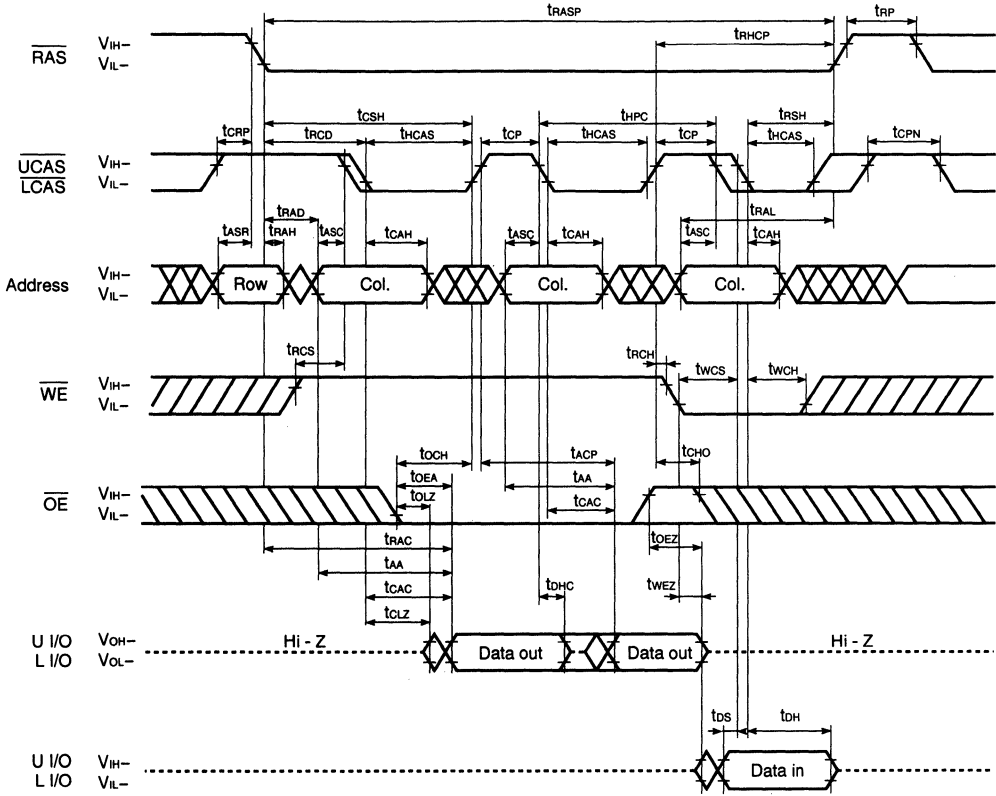 tRASP
tRP
tRHCP
RAS
VIH–
VIL–
tCSH
tHPC
tRSH
tCRP
tRCD
tHCAS
tCP
tHCAS
tCP
tHCAS
tCPN
UCAS
LCAS
VIH–
VIL–
tRAD
tRAL
tASR
tRAH
tASC
tCAH
tASC
tCAH
tASC
tCAH
Address
VIH–
VIL–
Row
Col.
Col.
Col.
tRCS
tRCH
tWCS
tWCH
WE
VIH–
VIL–
tOCH
tACP
tCHO
tOEA
tAA
tOLZ
tCAC
OE
VIH–
VIL–
tOEZ
tRAC
tAA
tCAC
tDHC
tWEZ
tCLZ
U I/O
L I/O
VOH–
VOL–
Hi - Z
Data out
Data out
Hi - Z
tDS
tDH
U I/O
L I/O
VIH–
VIL–
Data in